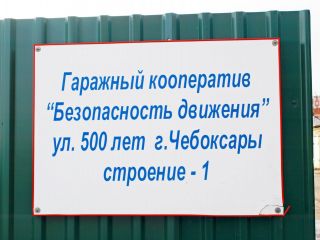 Гаражный кооператив
“Безопасность движения”
ул. 500 лет г.Чебоксары
строение - 1